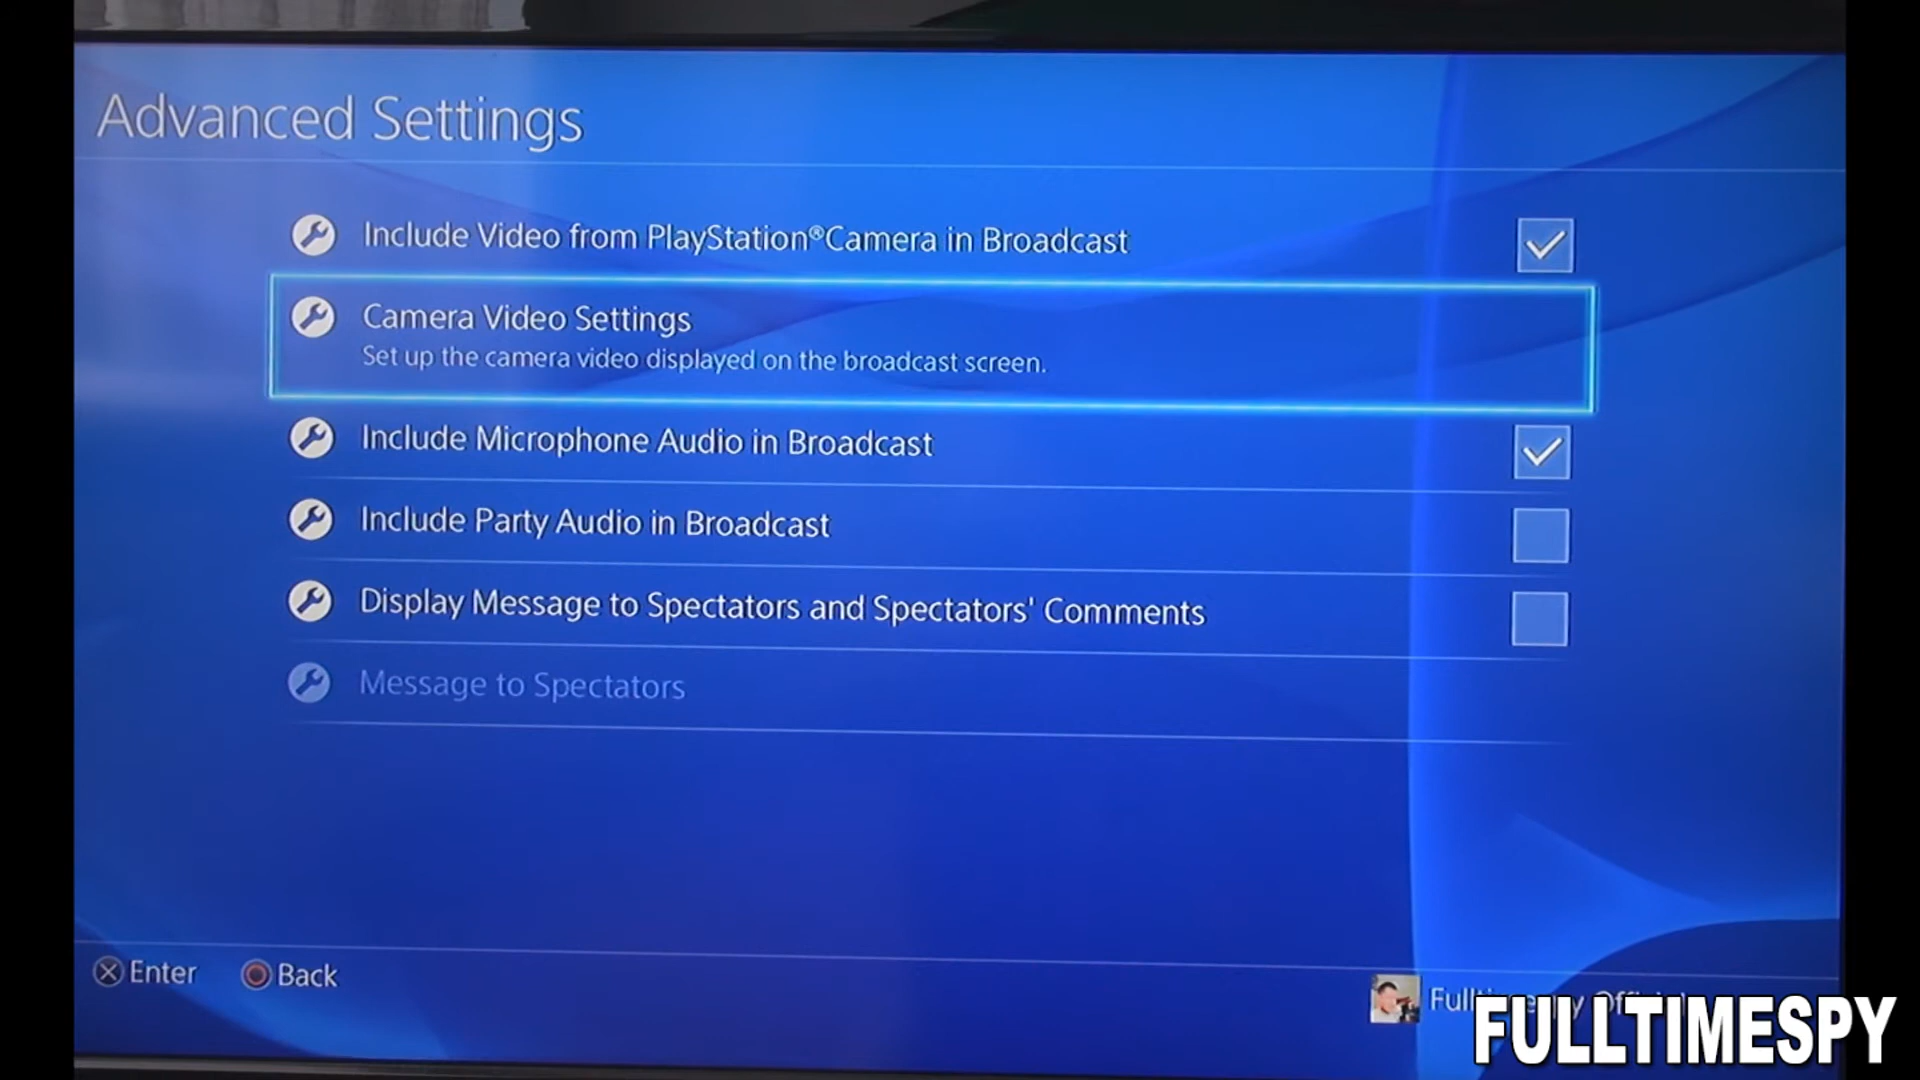 Advanced Settings
Include Video from PlayStation®Camera in Broadcast
Camera Video Settings
Set up the camera video displayed on the broadcast screen.
Include Microphone Audio in Broadcast
Include Party Audio in Broadcast
Display Message to Spectators and Spectators' Comments
Message to Spectators
Enter
Back
FULLTIMESPY